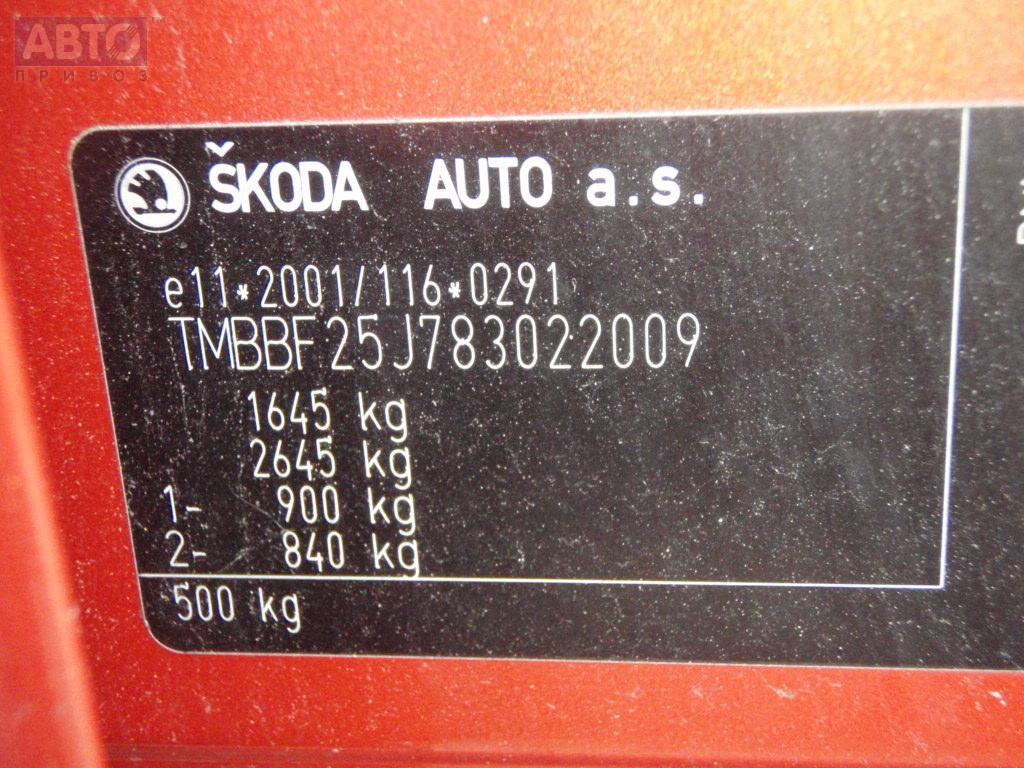 АВТО
ПРИВОЗ
ŠKODA AUTO a.s.
e11*2001/116*0291
TMBBF25J783022009
1645 kg
2645 kg
1- 900 kg
2- 840 kg
500 kg